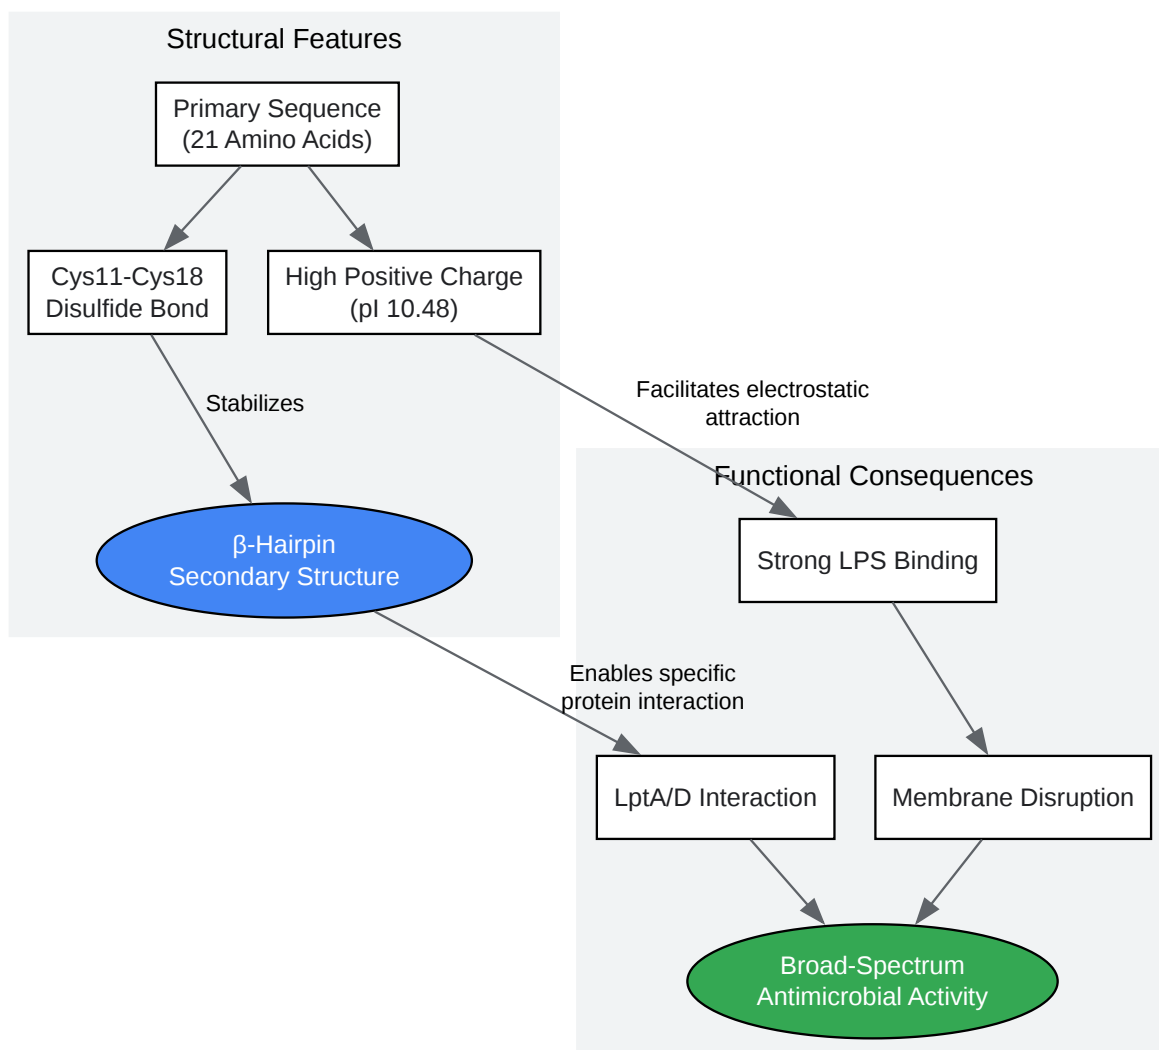 Structural Features
Primary Sequence
(21 Amino Acids)
Cys11-Cys18
Disulfide Bond
High Positive Charge
(pI 10.48)
Stabilizes
Facilitates electrostatic
attraction
Functional Consequences
β-Hairpin
Secondary Structure
Strong LPS Binding
Enables specific
protein interaction
LptA/D Interaction
Membrane Disruption
Broad-Spectrum
Antimicrobial Activity